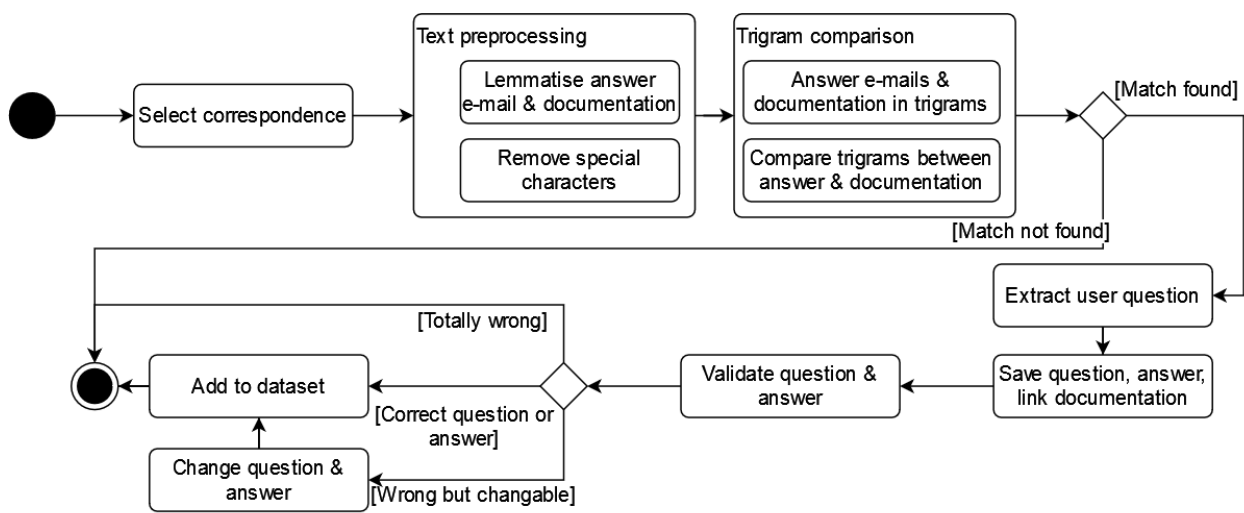 Text preprocessing
Trigram comparison
Lemmatise answer
e-mail & documentation
Answer e-mails &
documentation in trigrams
[Match found]
Select correspondence
Remove special
characters
Compare trigrams between
answer & documentation
[Match not found]
Extract user question
[Totally wrong]
Add to dataset
Validate question &
answer
Save question, answer,
link documentation
[Correct question or
answer]
Change question &
answer
[Wrong but changable]